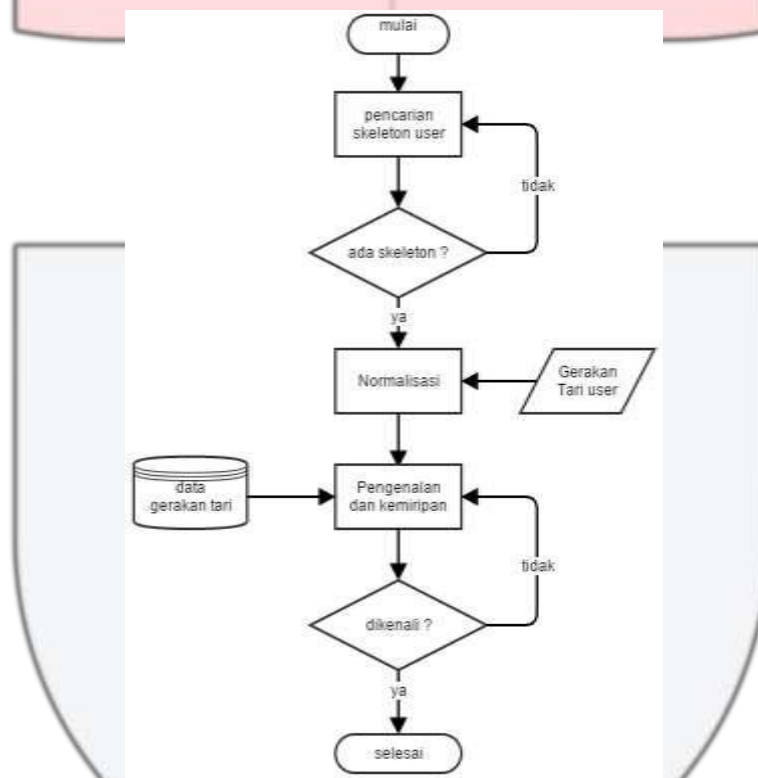 mulai
pencarian
skeleton user
tidak
ada skeleton ?
ya
Normalisasi
Gerakan
Tari user
data
gerakan tari
Pengenalan
dan kemiripan
tidak
dikenali ?
ya
selesai